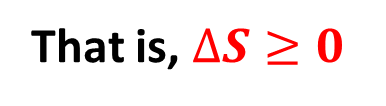 That is, ΔS ≥ 0